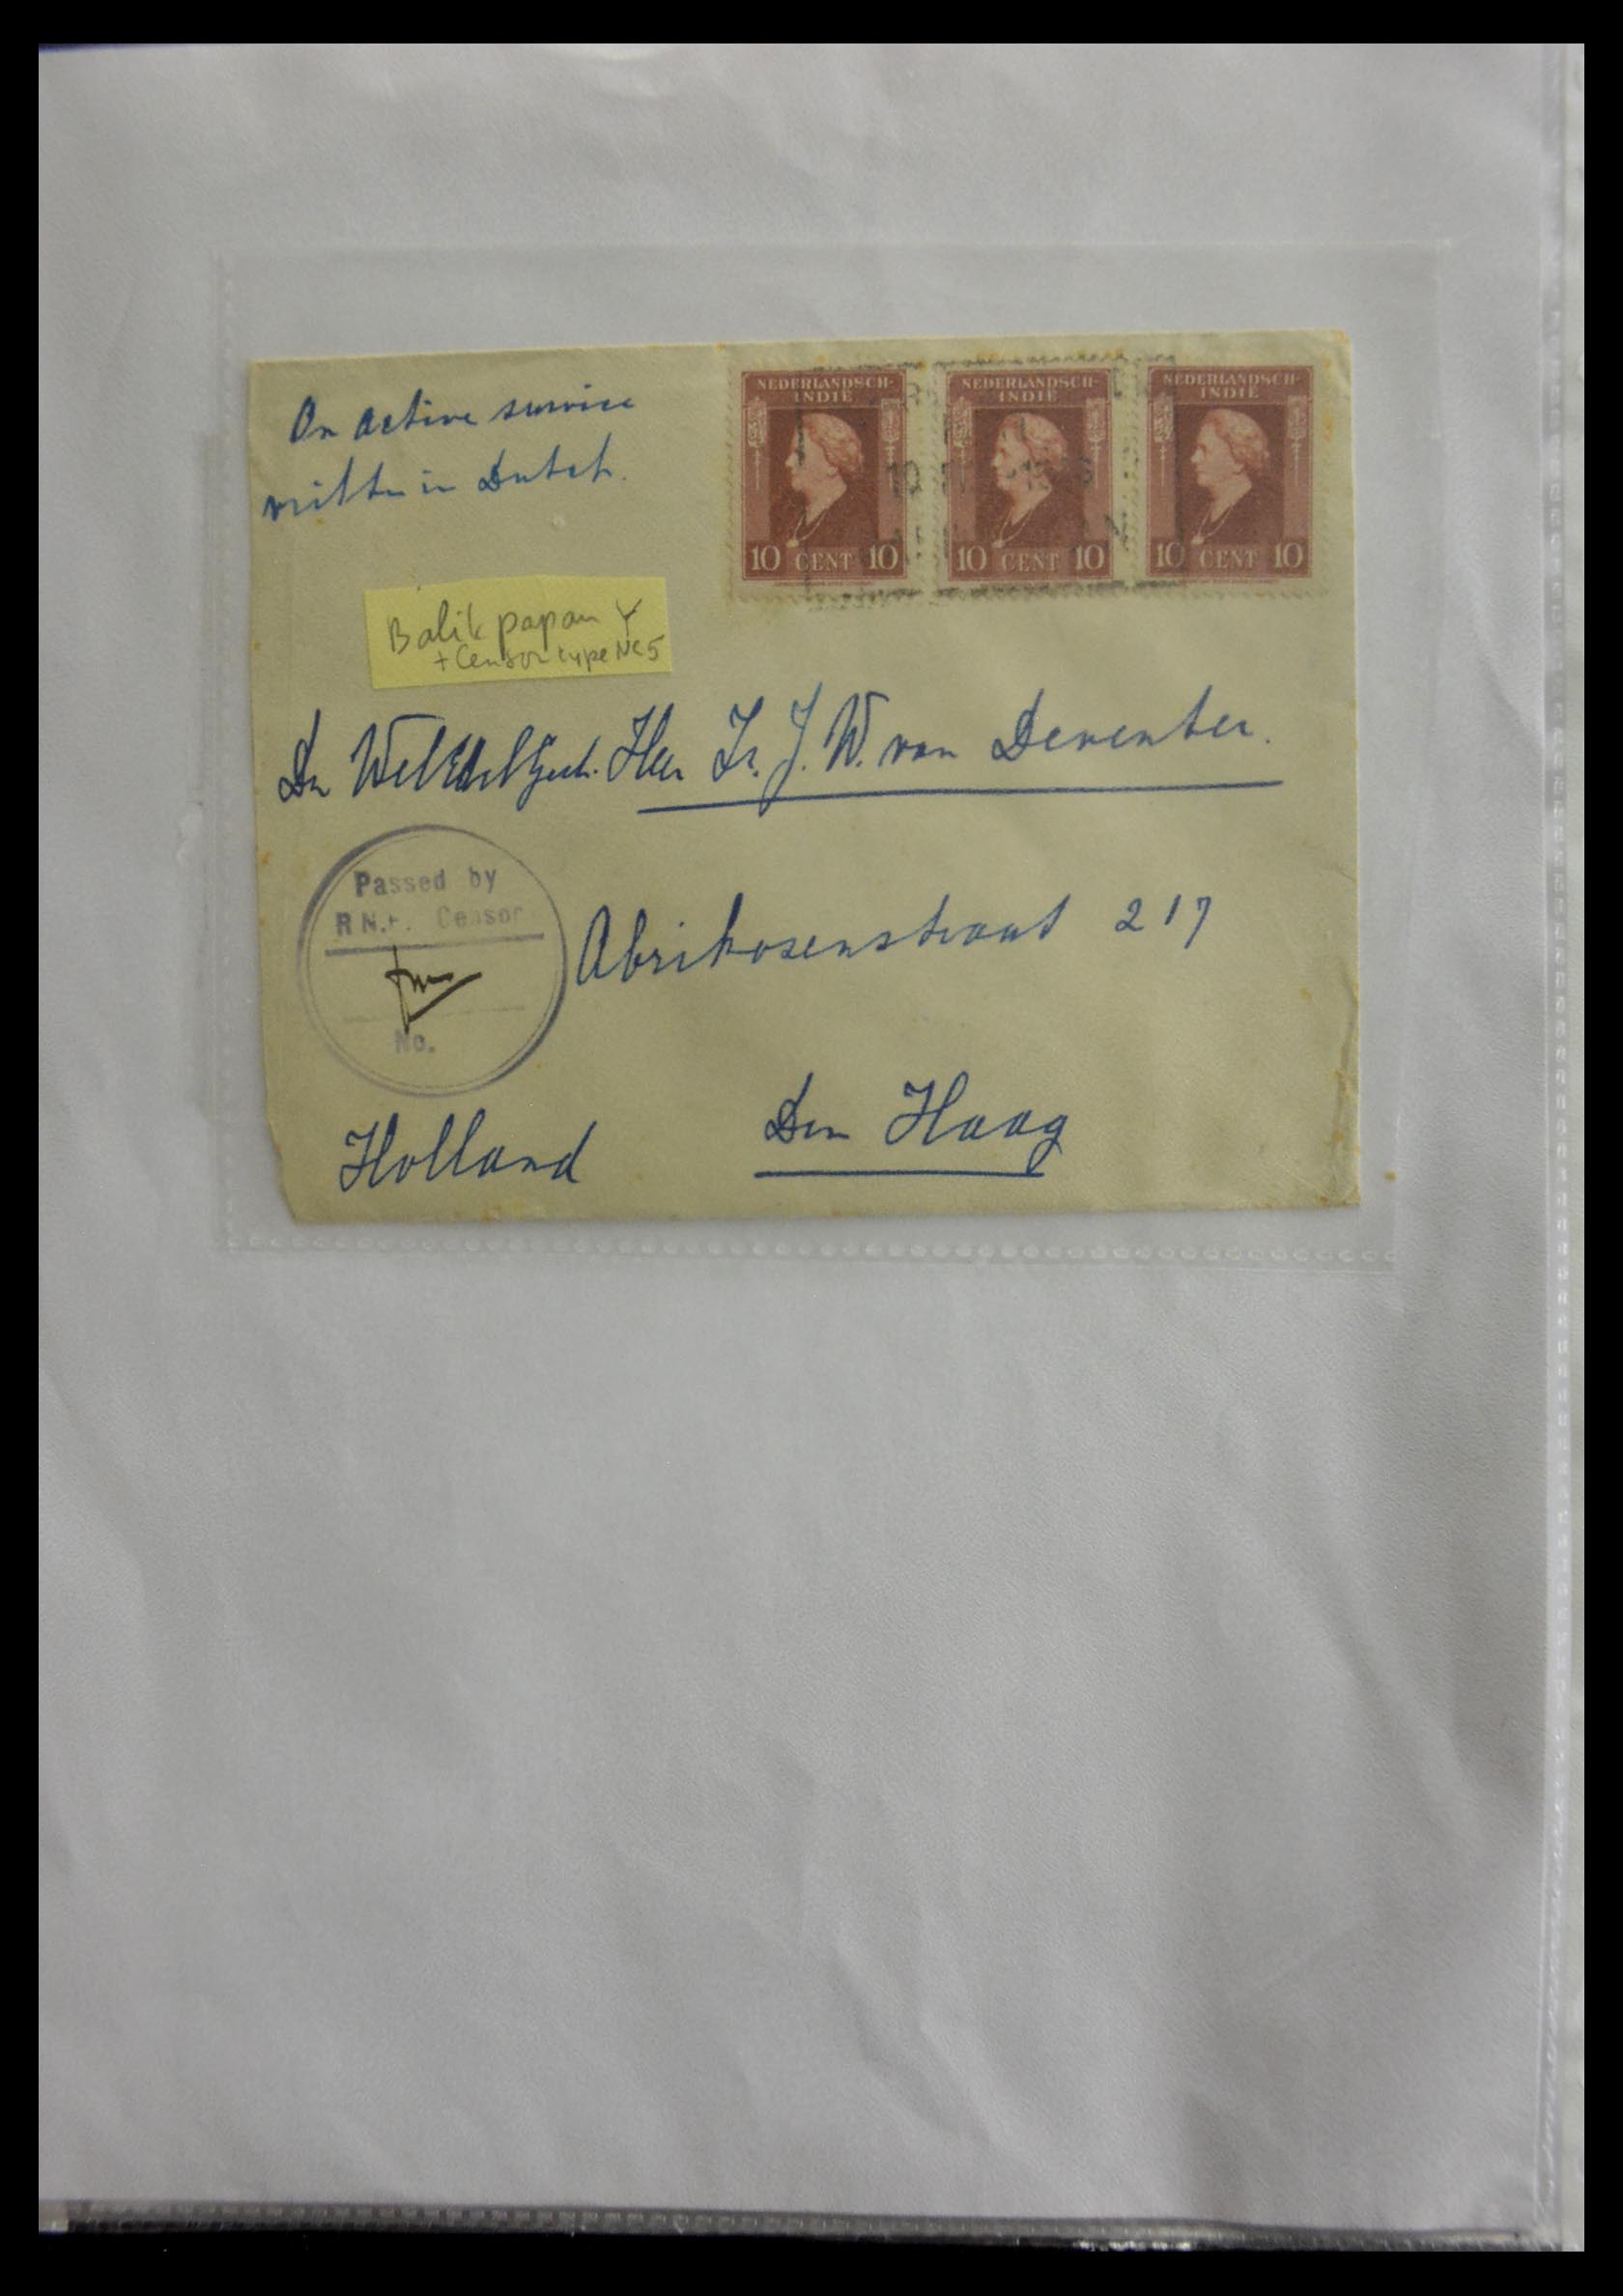 On active service
written in Dutch.
NEDERLANDSCH-
INDIE
10 CENT 10
NEDERLANDSCH-
INDIE
10 CENT 10
NEDERLANDSCH-
INDIE
10 CENT 10
Balikpapan Y
+ Censor type NC5
Den WelEdelGestr. Heer Ir. J. W. van Deventer.
Passed by
R.N.F. Censor
No.
Abrikosenstraat 217
Den Haag
Holland